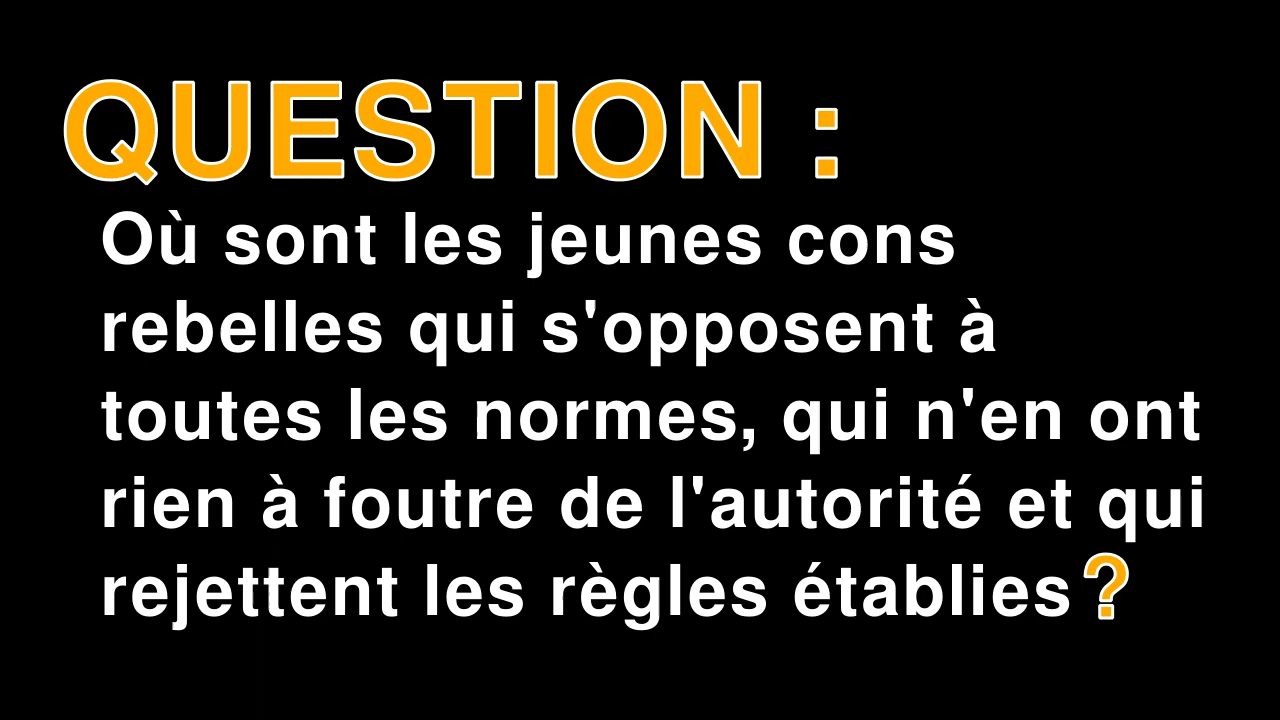 QUESTION :
Où sont les jeunes cons
rebelles qui s'opposent à
toutes les normes, qui n'en ont
rien à foutre de l'autorité et qui
rejettent les règles établies ?